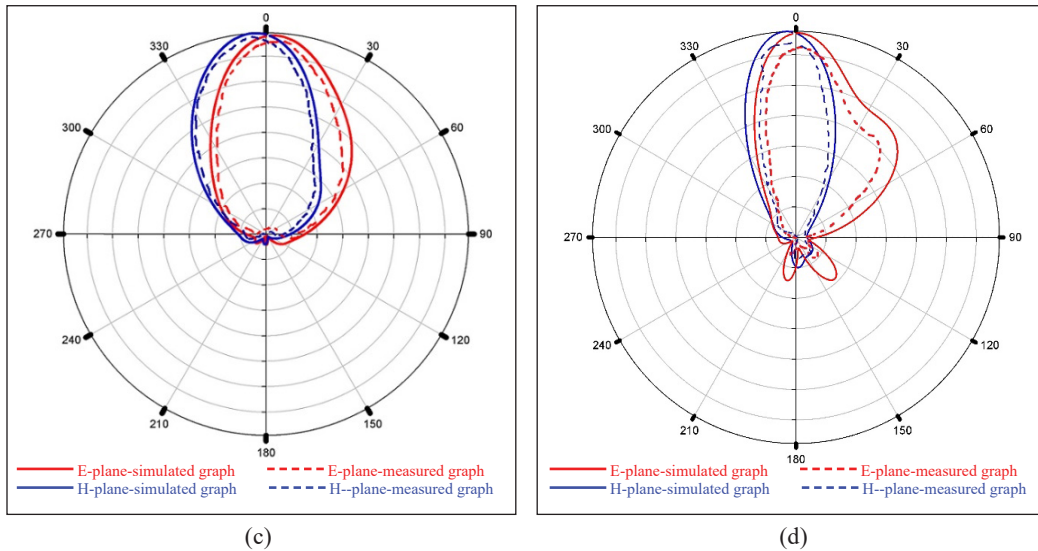 0
330
30
300
60
270
90
240
120
210
150
180
E-plane-simulated graph
E-plane-measured graph
H-plane-simulated graph
H--plane-measured graph
(c)
0
330
30
300
60
270
90
240
120
210
150
180
E-plane-simulated graph
E-plane-measured graph
H-plane-simulated graph
H--plane-measured graph
(d)